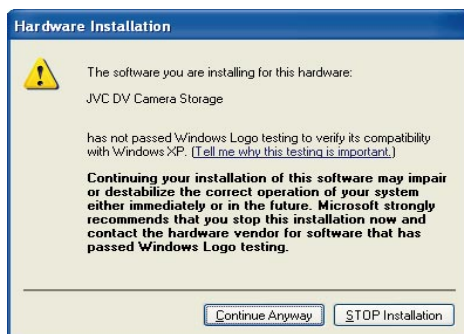 Hardware Installation
The software you are installing for this hardware:
JVC DV Camera Storage
has not passed Windows Logo testing to verify its compatibility
with Windows XP. (Tell me why this testing is important.)
Continuing your installation of this software may impair
or destabilize the correct operation of your system
either immediately or in the future. Microsoft strongly
recommends that you stop this installation now and
contact the hardware vendor for software that has
passed Windows Logo testing.
Continue Anyway
STOP Installation